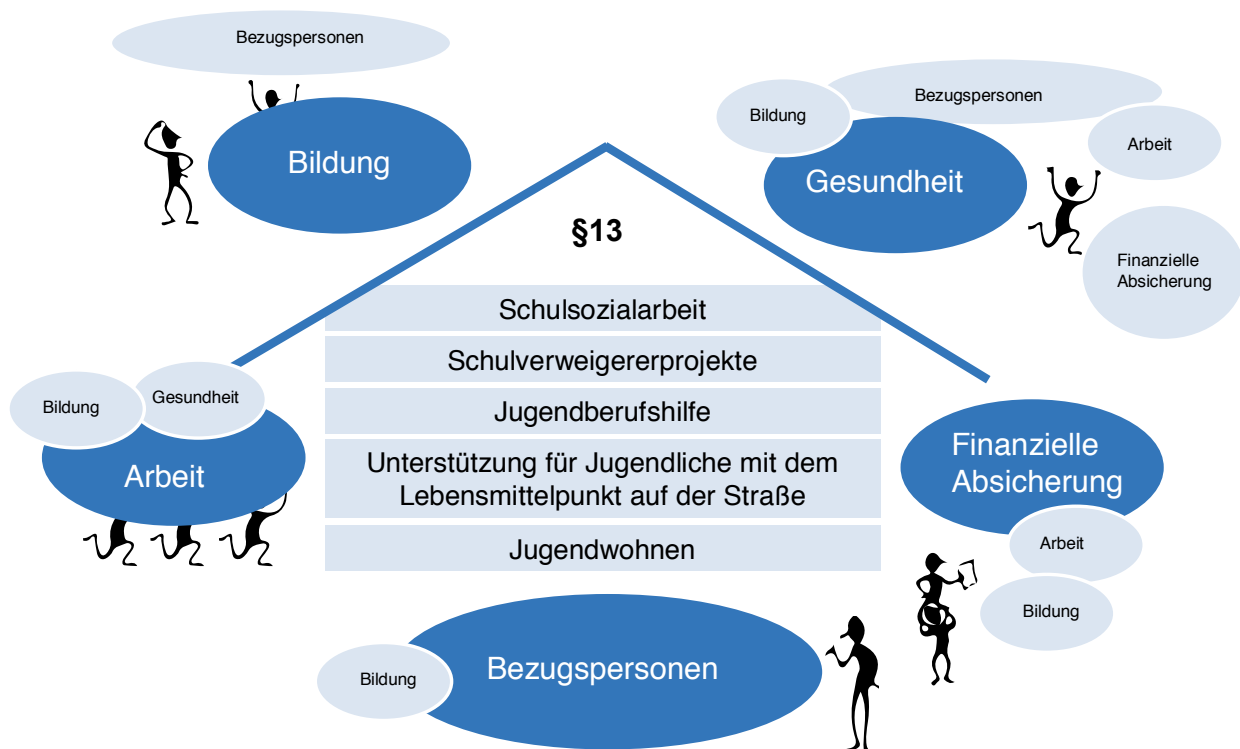 Bezugspersonen
Bildung
Bezugspersonen
Bildung
Arbeit
Gesundheit
Finanzielle
Absicherung
§13
Schulsozialarbeit
Schulverweigererprojekte
Jugendberufshilfe
Unterstützung für Jugendliche mit dem
Lebensmittelpunkt auf der Straße
Jugendwohnen
Bildung
Gesundheit
Arbeit
Finanzielle
Absicherung
Arbeit
Bildung
Bildung
Bezugspersonen